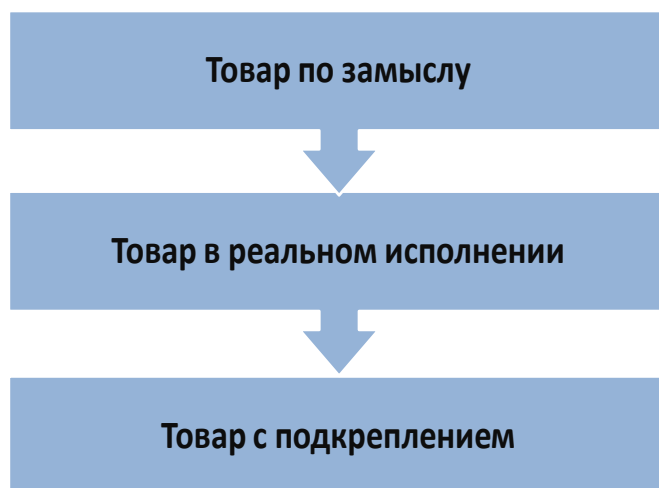 Товар по замыслу
Товар в реальном исполнении
Товар с подкреплением